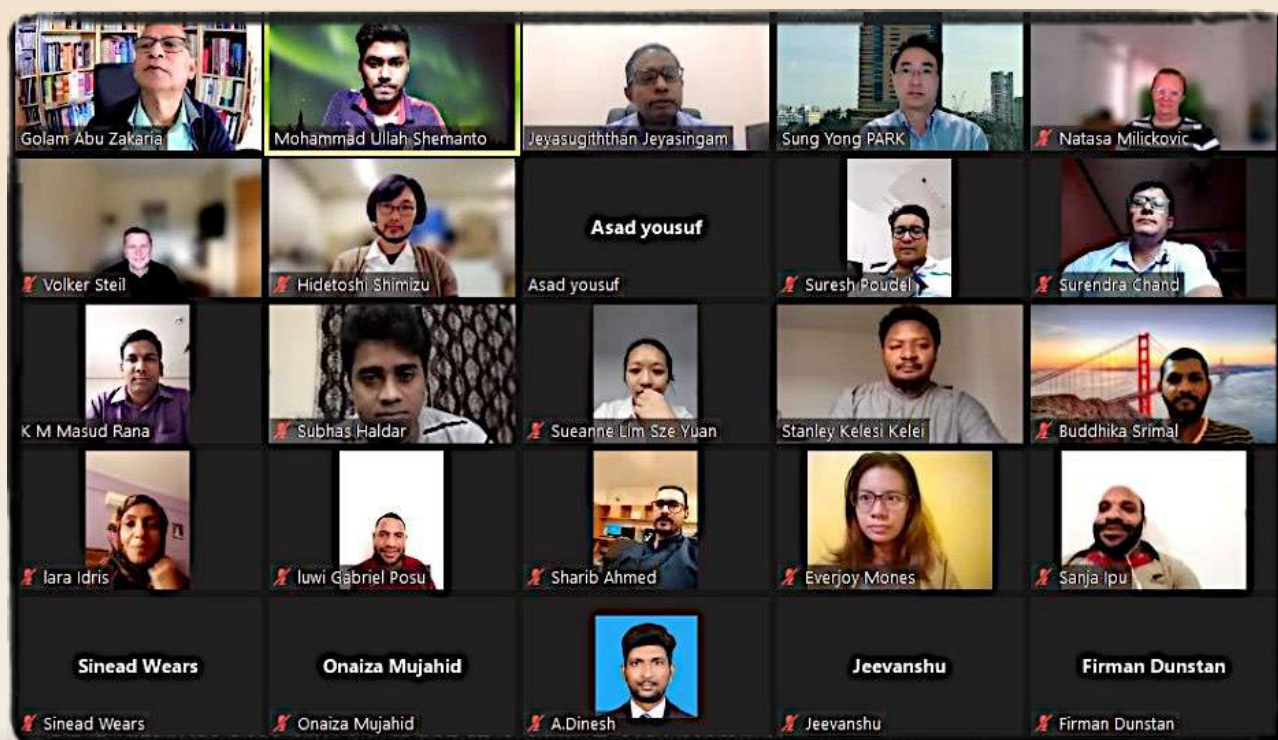 Golam Abu Zakaria
Mohammad Ullah Shemanto
Jeyasugiththan Jeyasingam
Sung Yong PARK
Natasa Milickovic
Volker Steil
Hidetoshi Shimizu
Asad yousuf
Asad yousuf
Suresh Poudel
Surendra Chand
K M Masud Rana
Subhas Haldar
Sueanne Lim Sze Yuan
Stanley Kelesi Kelei
Buddhika Srimal
lara Idris
luwi Gabriel Posu
Sharib Ahmed
Everjoy Mones
Sanja Ipu
Sinead Wears
Sinead Wears
Onaiza Mujahid
Onaiza Mujahid
A.Dinesh
Jeevanshu
Jeevanshu
Firman Dunstan
Firman Dunstan